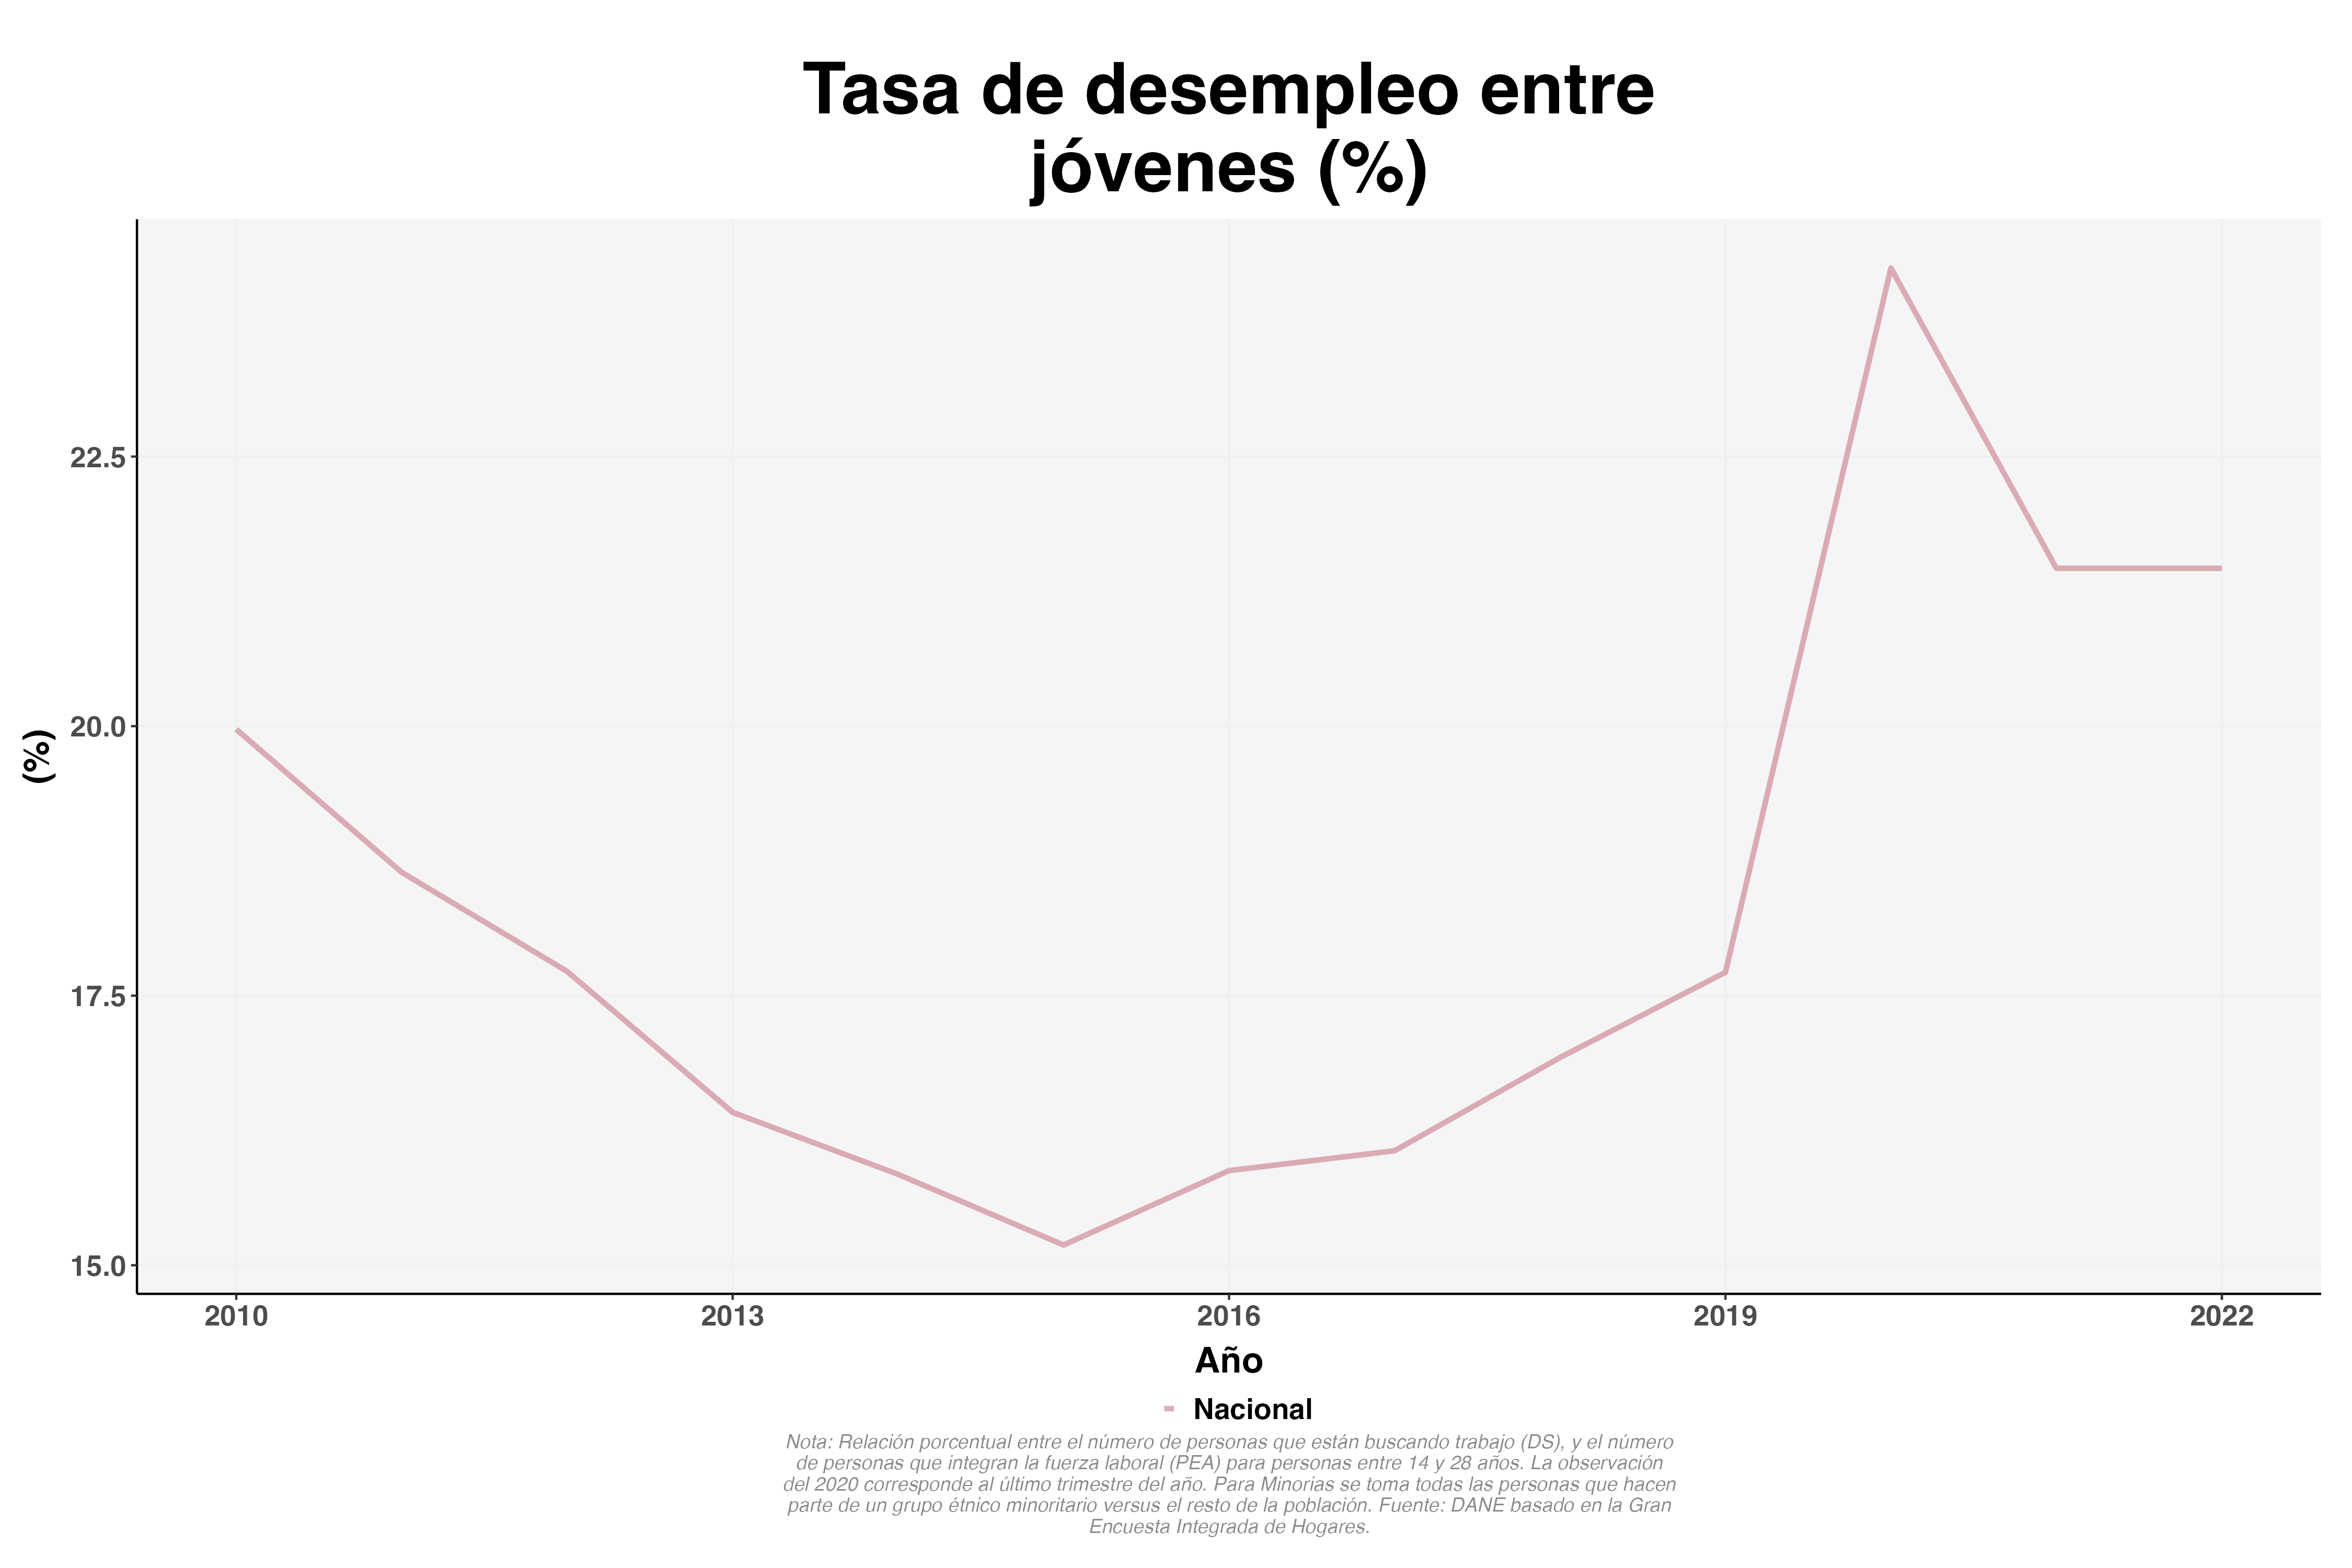 Tasa de desempleo entre
jóvenes (%)
22.5
20.0
17.5
15.0
(%)
2010 2013 2016 2019 2022
Año
Nacional
Nota: Relación porcentual entre el número de personas que están buscando trabajo (DS), y el número
de personas que integran la fuerza laboral (PEA) para personas entre 14 y 28 años. La observación
del 2020 corresponde al último trimestre del año. Para Minorias se toma todas las personas que hacen
parte de un grupo étnico minoritario versus el resto de la población. Fuente: DANE basado en la Gran
Encuesta Integrada de Hogares.